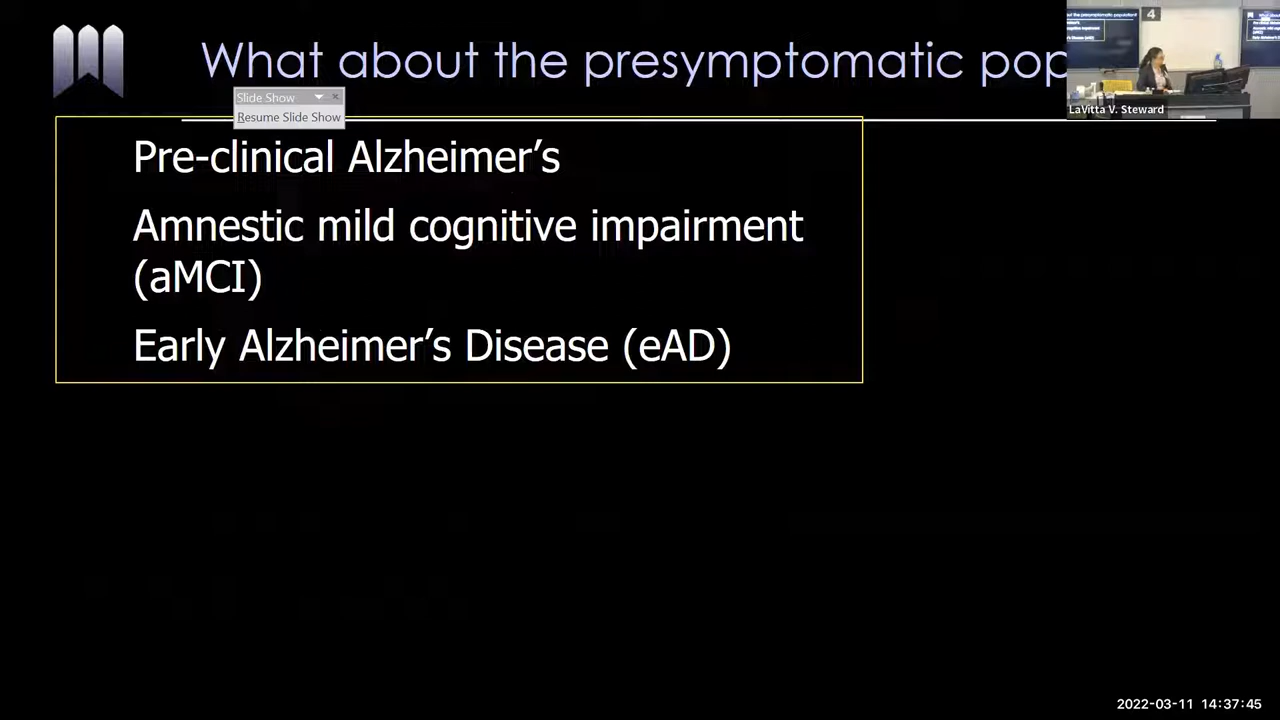 What about the presymptomatic pop
Slide Show
Resume Slide Show
4
LaVitta V. Steward
Pre-clinical Alzheimer’s
Amnestic mild cognitive impairment
(aMCI)
Early Alzheimer’s Disease (eAD)
2022-03-11 14:37:45